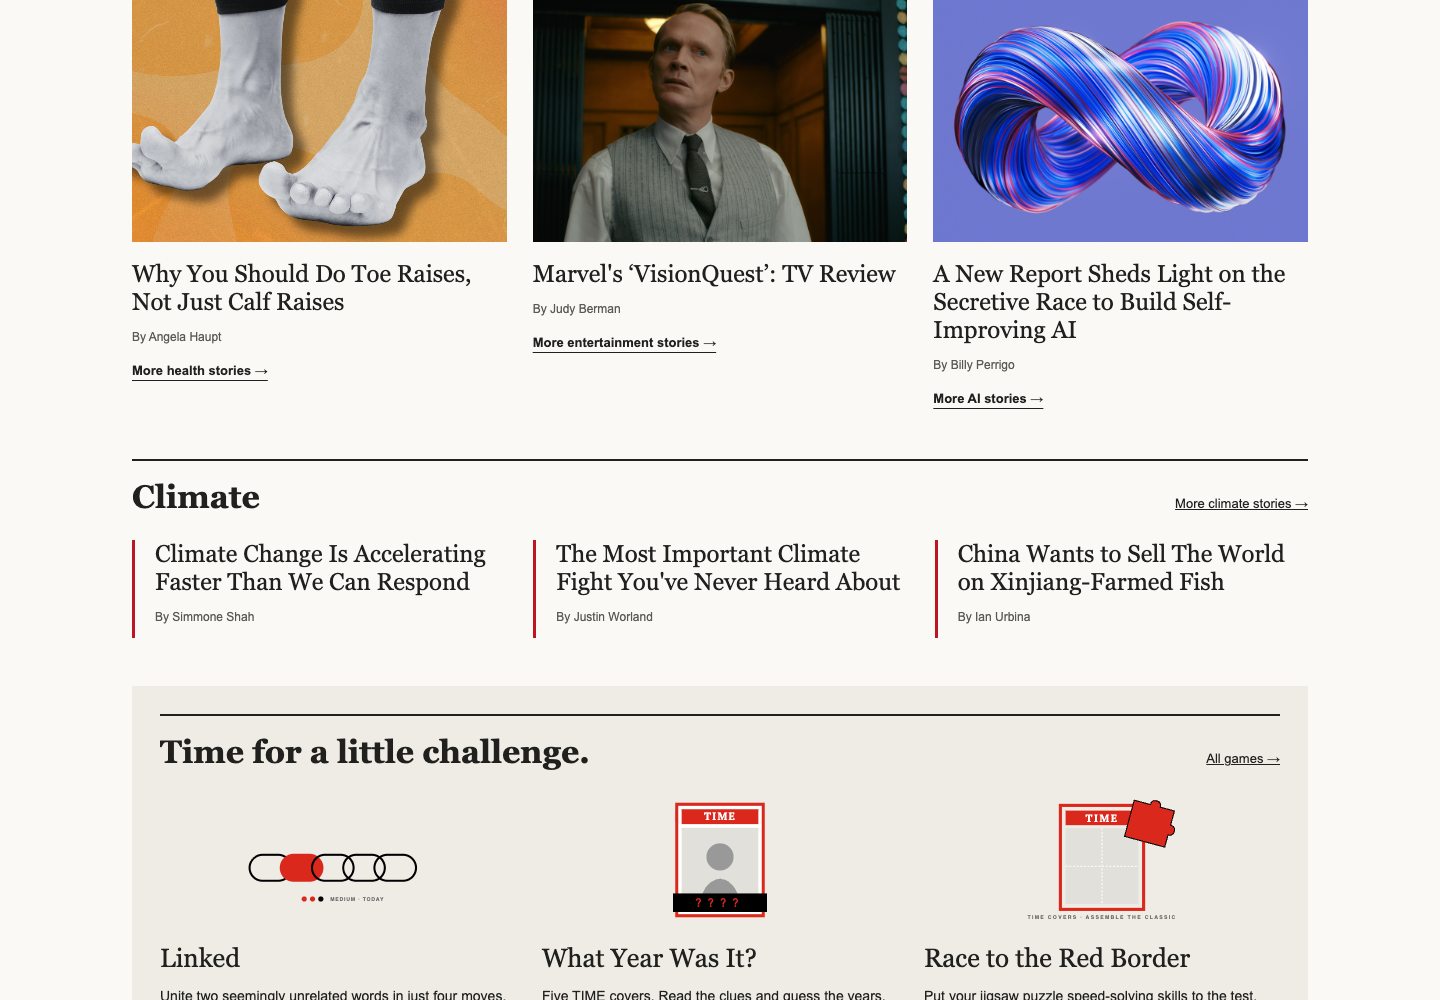 Why You Should Do Toe Raises,
Not Just Calf Raises
By Angela Haupt
More health stories →
Marvel's ‘VisionQuest’: TV Review
By Judy Berman
More entertainment stories →
A New Report Sheds Light on the
Secretive Race to Build Self-
Improving AI
By Billy Perrigo
More AI stories →
Climate
More climate stories →
Climate Change Is Accelerating
Faster Than We Can Respond
By Simmone Shah
The Most Important Climate
Fight You've Never Heard About
By Justin Worland
China Wants to Sell The World
on Xinjiang-Farmed Fish
By Ian Urbina
Time for a little challenge.
All games →
MEDIUM · TODAY
Linked
Unite two seemingly unrelated words in just four moves.
TIME
? ? ? ?
What Year Was It?
Five TIME covers. Read the clues and guess the years.
TIME
TIME COVERS · ASSEMBLE THE CLASSIC
Race to the Red Border
Put your jigsaw puzzle speed-solving skills to the test.